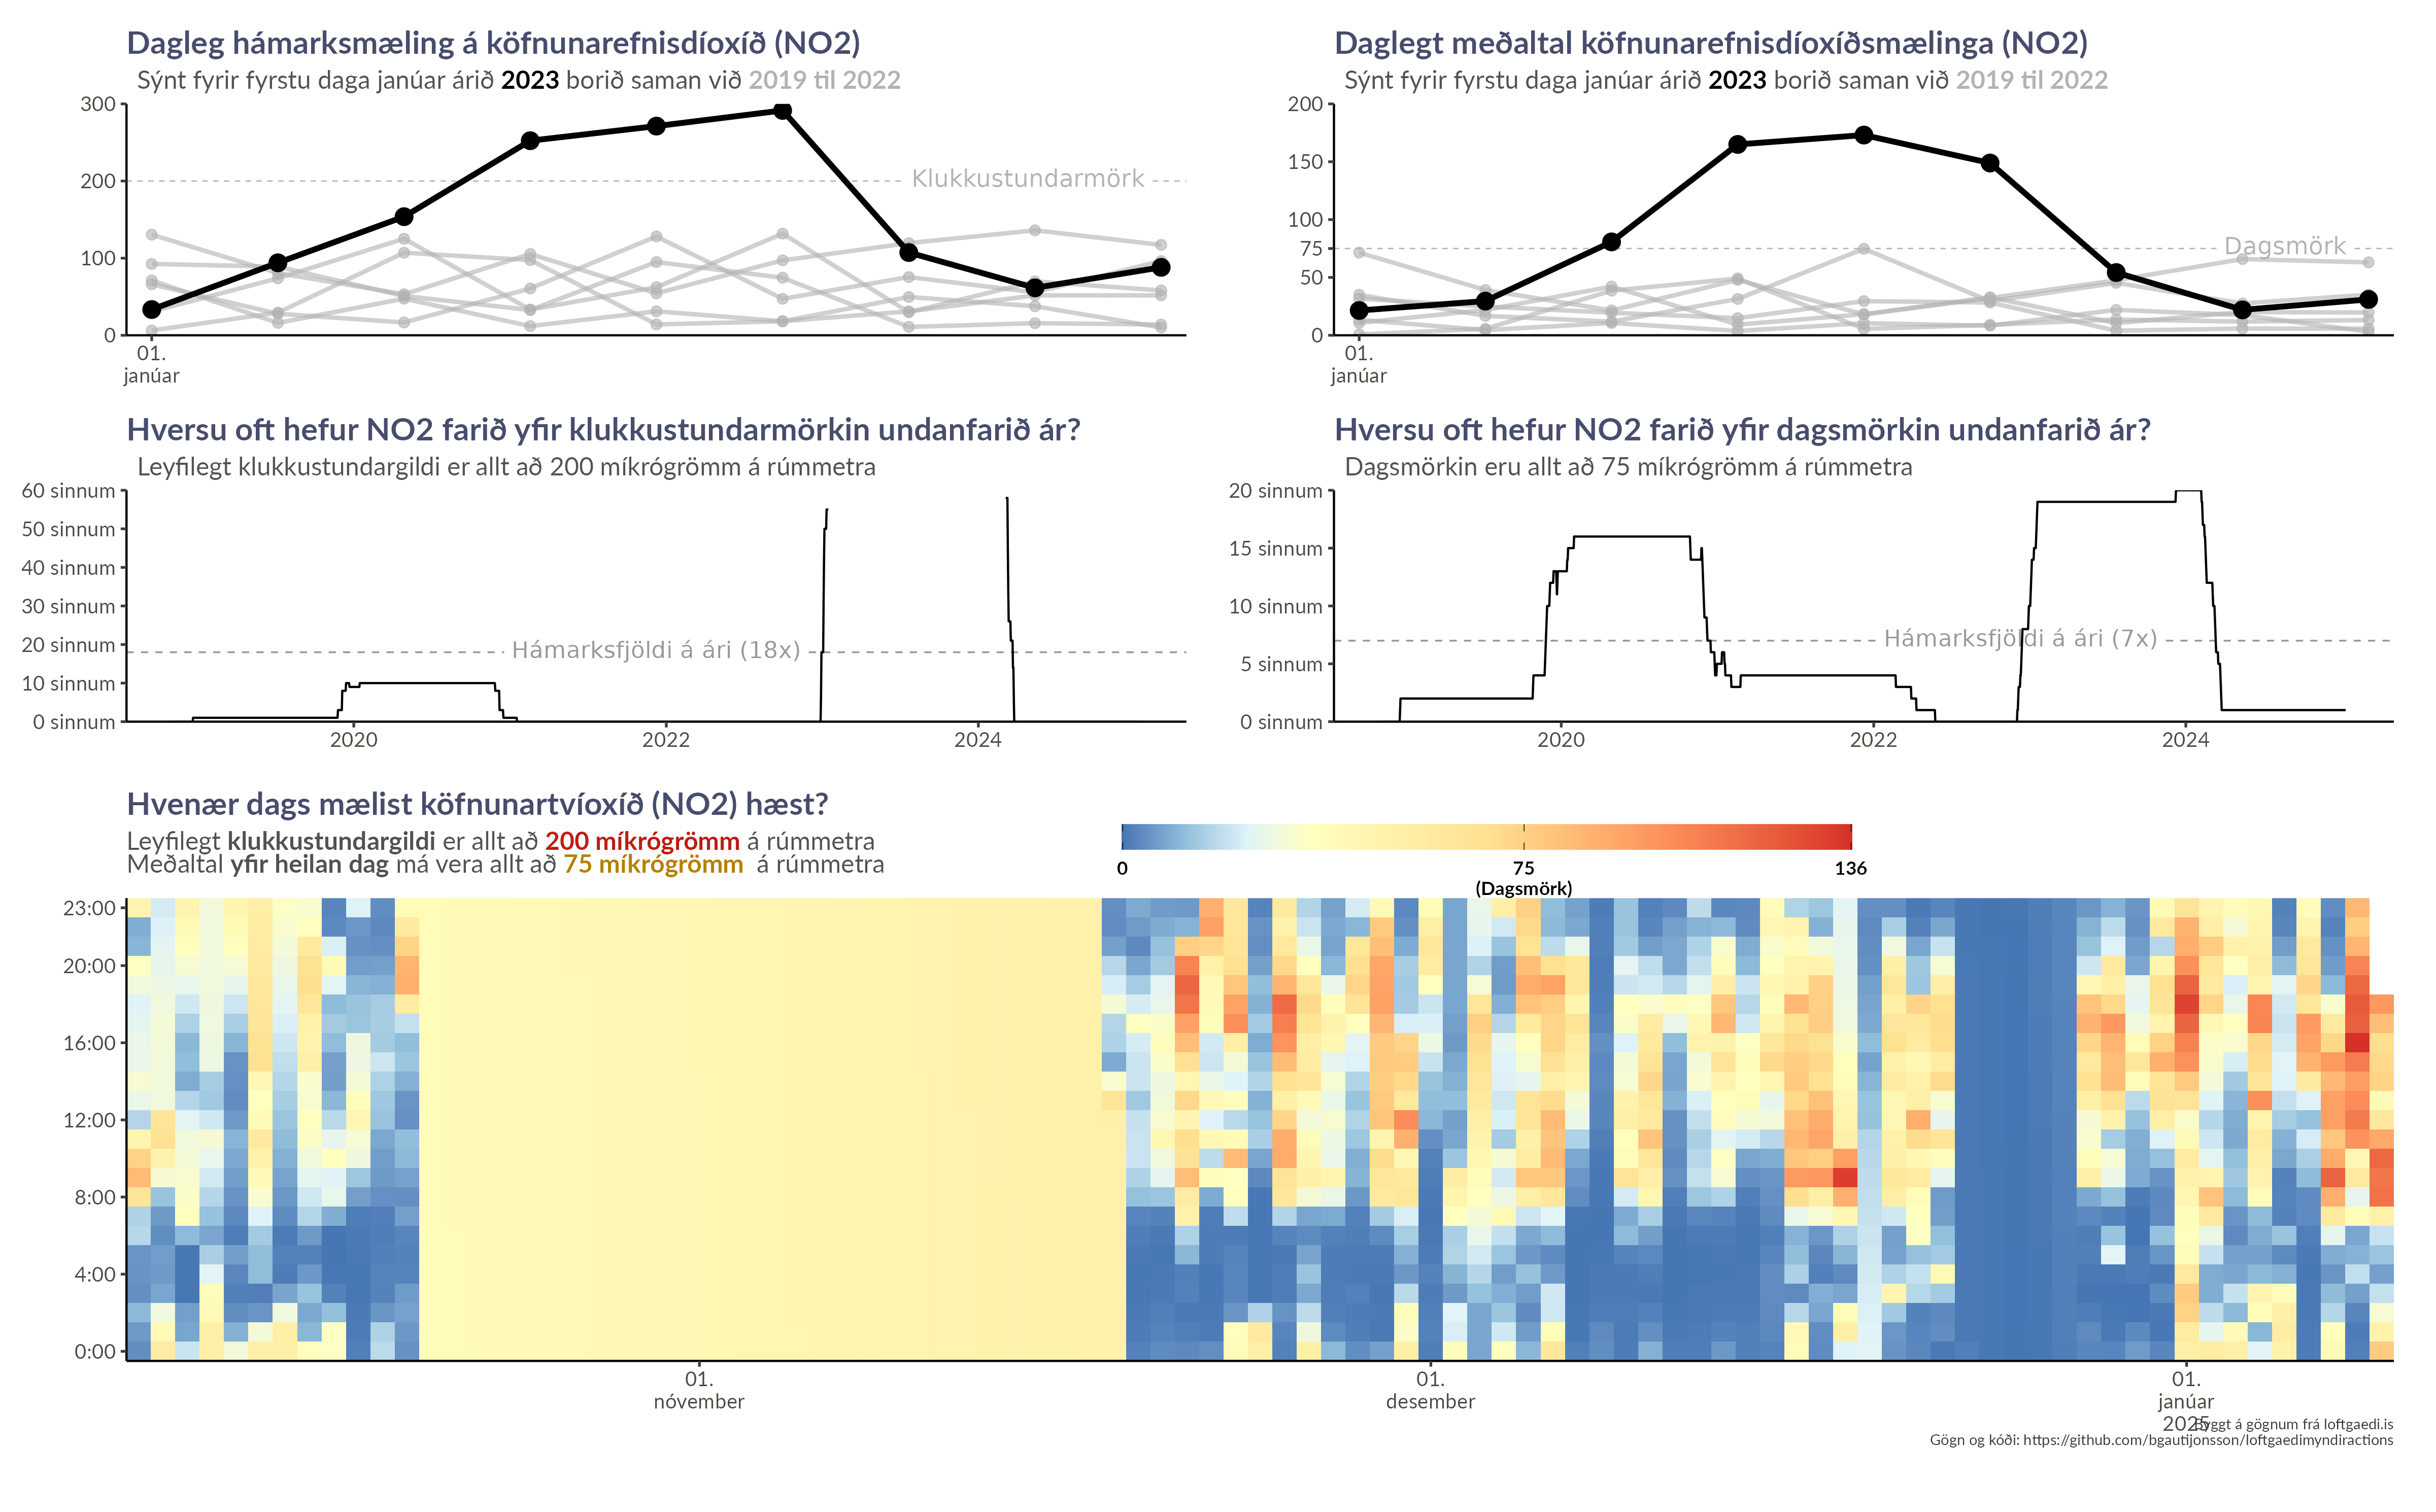 Dagleg hámarksmæling á köfnunarefnisdíoxíð (NO2)
Sýnt fyrir fyrstu daga janúar árið 2023 borið saman við 2019 til 2022
300
200
100
0
Klukkustundarmörk
01.
janúar
Daglegt meðaltal köfnunarefnisdíoxíðsmælinga (NO2)
Sýnt fyrir fyrstu daga janúar árið 2023 borið saman við 2019 til 2022
200
150
100
75
50
0
Dagsmörk
01.
janúar
Hversu oft hefur NO2 farið yfir klukkustundarmörkin undanfarið ár?
Leyfilegt klukkustundargildi er allt að 200 míkrógrömm á rúmmetra
60 sinnum
50 sinnum
40 sinnum
30 sinnum
20 sinnum
10 sinnum
0 sinnum
Hámarksfjöldi á ári (18x)
2020
2022
2024
Hversu oft hefur NO2 farið yfir dagsmörkin undanfarið ár?
Dagsmörkin eru allt að 75 míkrógrömm á rúmmetra
20 sinnum
15 sinnum
10 sinnum
5 sinnum
0 sinnum
Hámarksfjöldi á ári (7x)
2020
2022
2024
Hvenær dags mælist köfnunartvíoxíð (NO2) hæst?
Leyfilegt klukkustundargildi er allt að 200 míkrógrömm á rúmmetra
Meðaltal yfir heilan dag má vera allt að 75 míkrógrömm á rúmmetra
0
75
136
(Dagsmörk)
23:00
20:00
16:00
12:00
8:00
4:00
0:00
01.
nóvember
01.
desember
01.
janúar
2025
Byggt á gögnum frá loftgaedi.is
Gögn og kóði: https://github.com/bgautijonsson/loftgaedimyndiractions